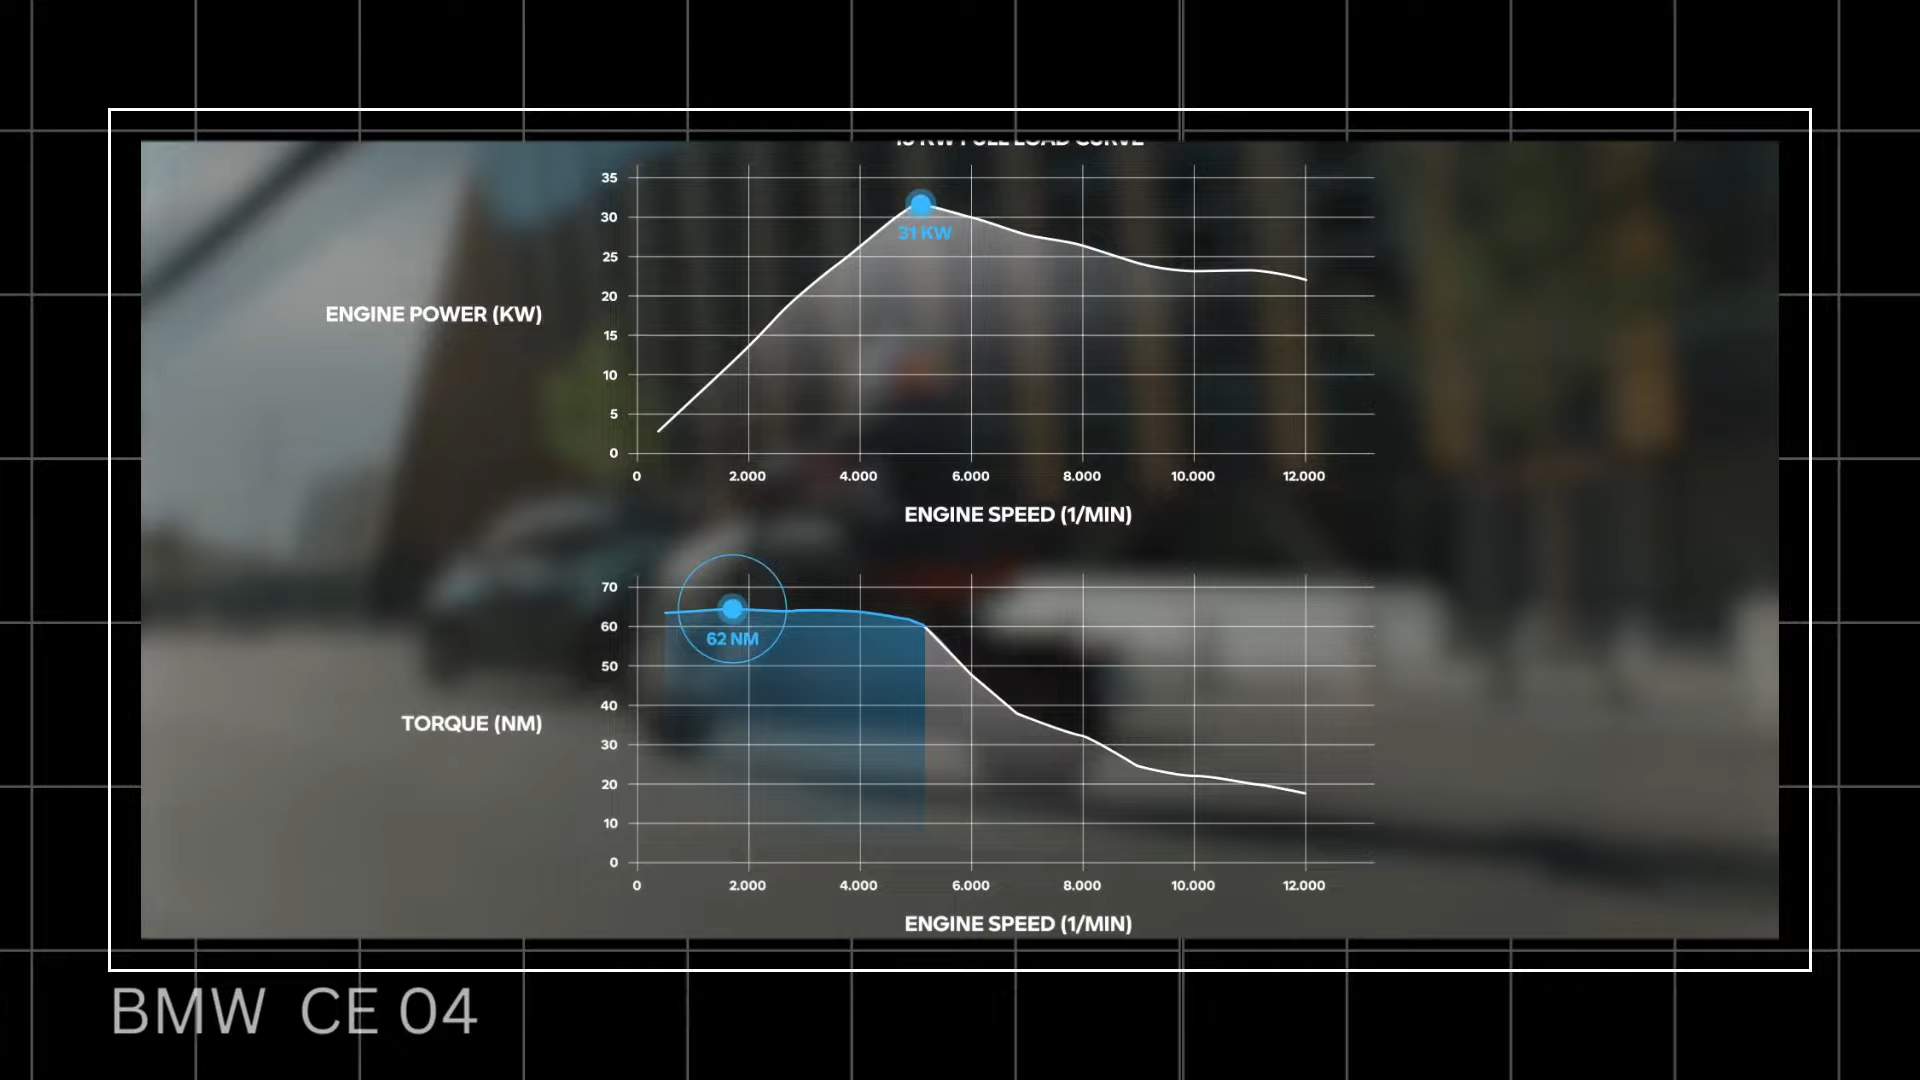 35
30
31 KW
25
20
ENGINE POWER (KW)
15
10
5
0
0 2.000 4.000 6.000 8.000 10.000 12.000
ENGINE SPEED (1/MIN)
70
60
62 NM
50
40
TORQUE (NM)
30
20
10
0
0 2.000 4.000 6.000 8.000 10.000 12.000
ENGINE SPEED (1/MIN)
BMW CE 04